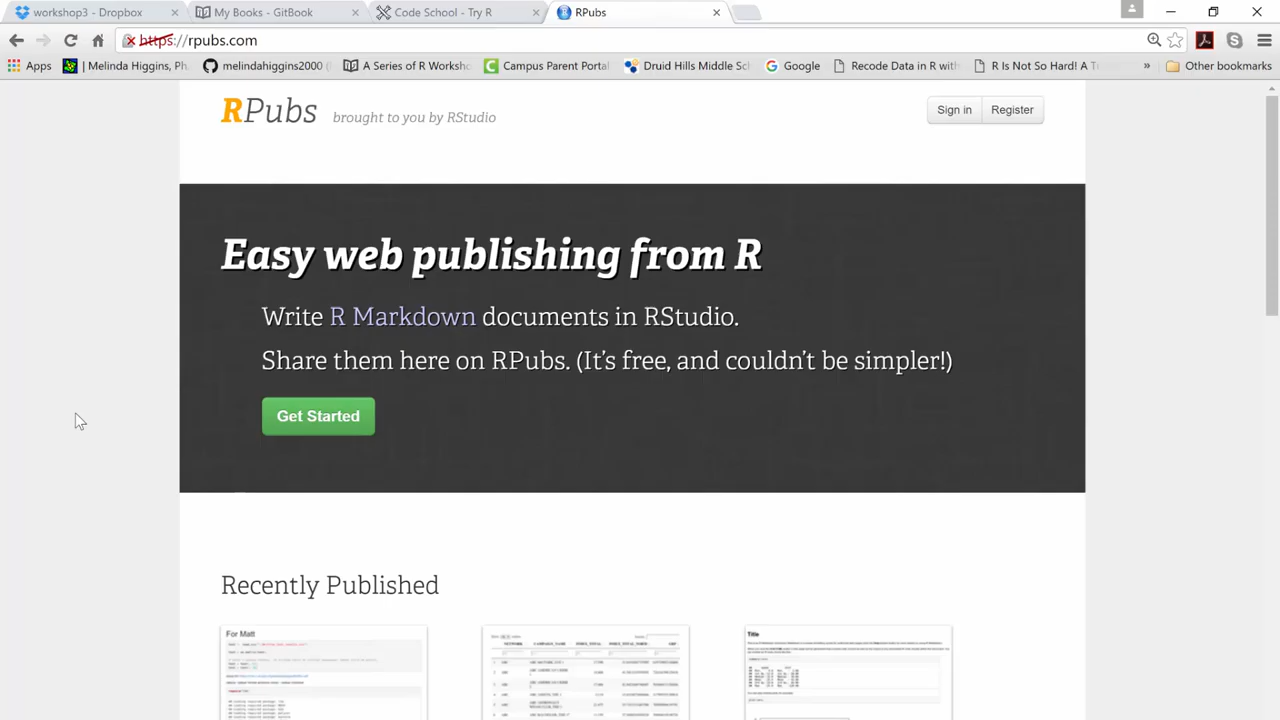 workshop3 - Dropbox
My Books - GitBook
Code School - Try R
RPubs
https://rpubs.com
Apps
| Melinda Higgins, Ph.
melindahiggins2000 (
A Series of R Worksho
Campus Parent Portal
Druid Hills Middle Sc
Google
Recode Data in R with
R Is Not So Hard! A T
»
Other bookmarks
RPubs brought to you by RStudio
Sign in
Register
Easy web publishing from R
Write R Markdown documents in RStudio.
Share them here on RPubs. (It's free, and couldn't be simpler!)
Get Started
Recently Published
For Matt
Title